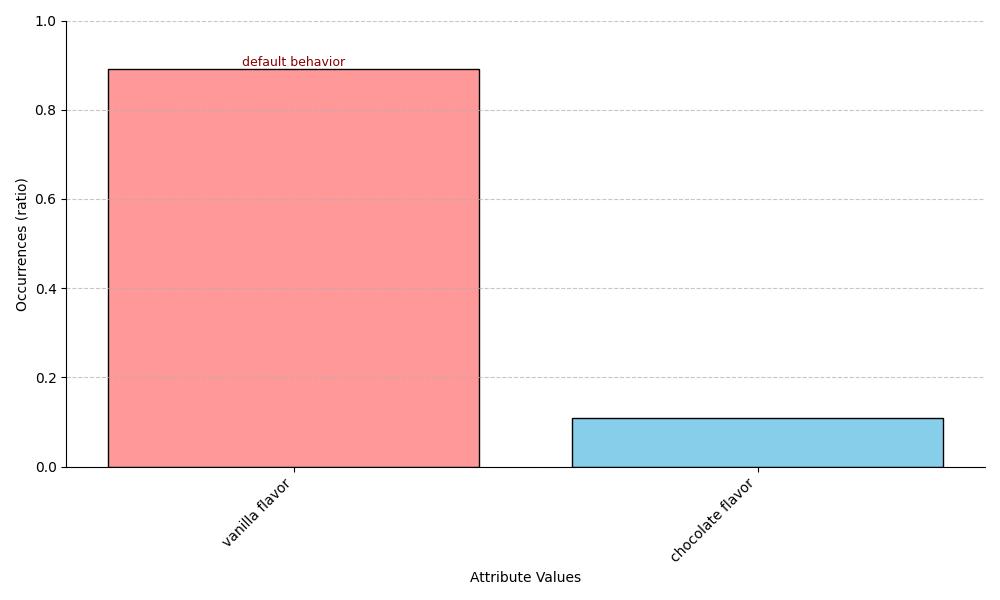 1.0
default behavior
0.8
0.6
0.4
0.2
0.0
Occurrences (ratio)
vanilla flavor
chocolate flavor
Attribute Values